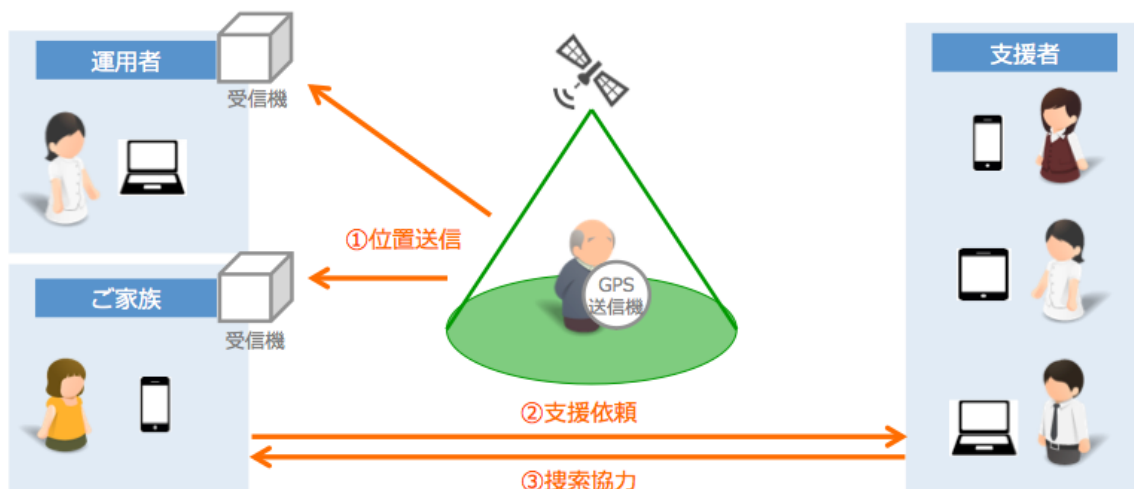 運用者
受信機
支援者
①位置送信
GPS
送信機
ご家族
受信機
②支援依頼
③捜索協力